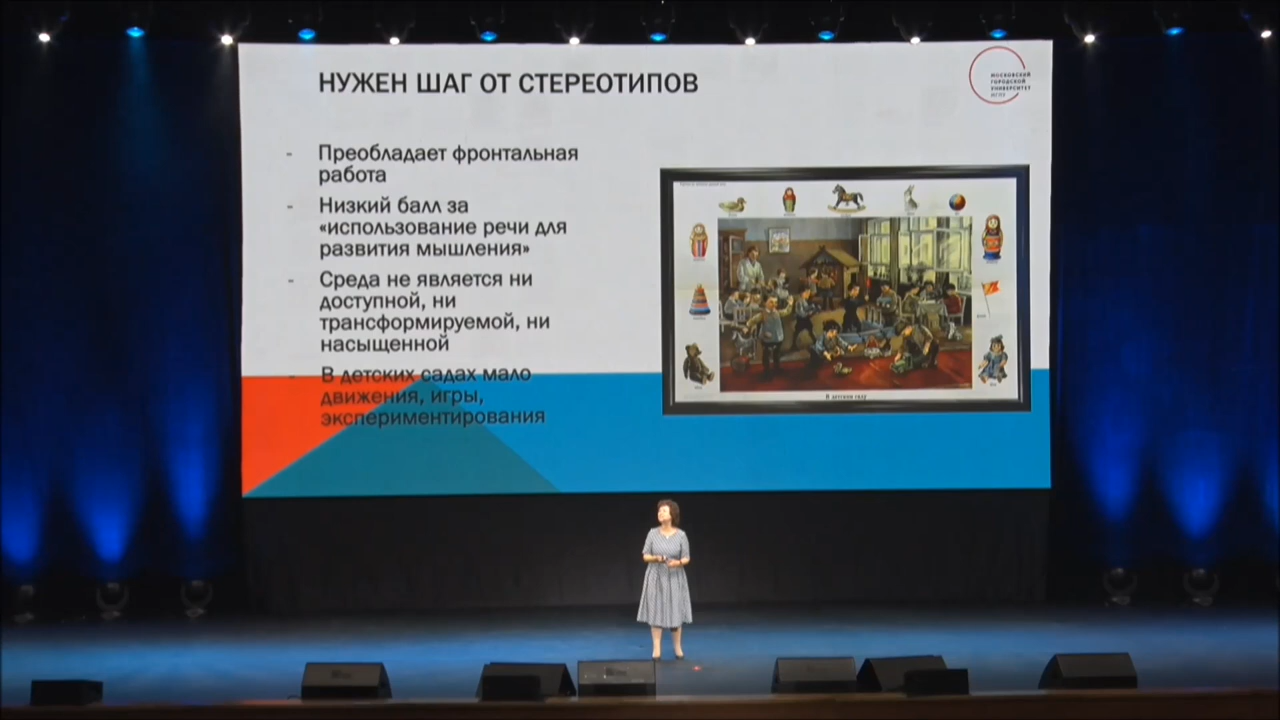 НУЖЕН ШАГ ОТ СТЕРЕОТИПОВ
МОСКОВСКИЙ
ГОРОДСКОЙ
УНИВЕРСИТЕТ
МГПУ
- Преобладает фронтальная
работа
- Низкий балл за
«использование речи для
развития мышления»
- Среда не является ни
доступной, ни
трансформируемой, ни
насыщенной
- В детских садах мало
движения, игры,
экспериментирования
В детском саду